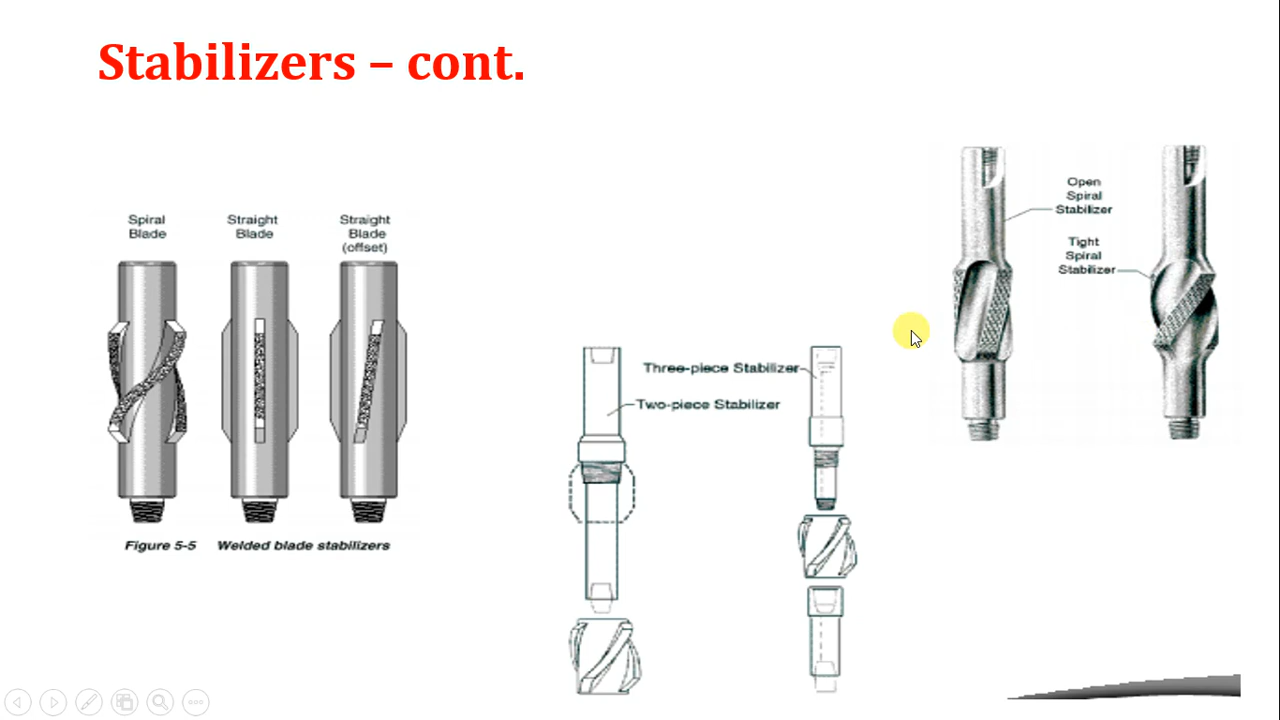 Stabilizers – cont.
Spiral
Blade
Straight
Blade
Straight
Blade
(offset)
Figure 5-5 Welded blade stabilizers
Three-piece Stabilizer
Two-piece Stabilizer
Open
Spiral
Stabilizer
Tight
Spiral
Stabilizer